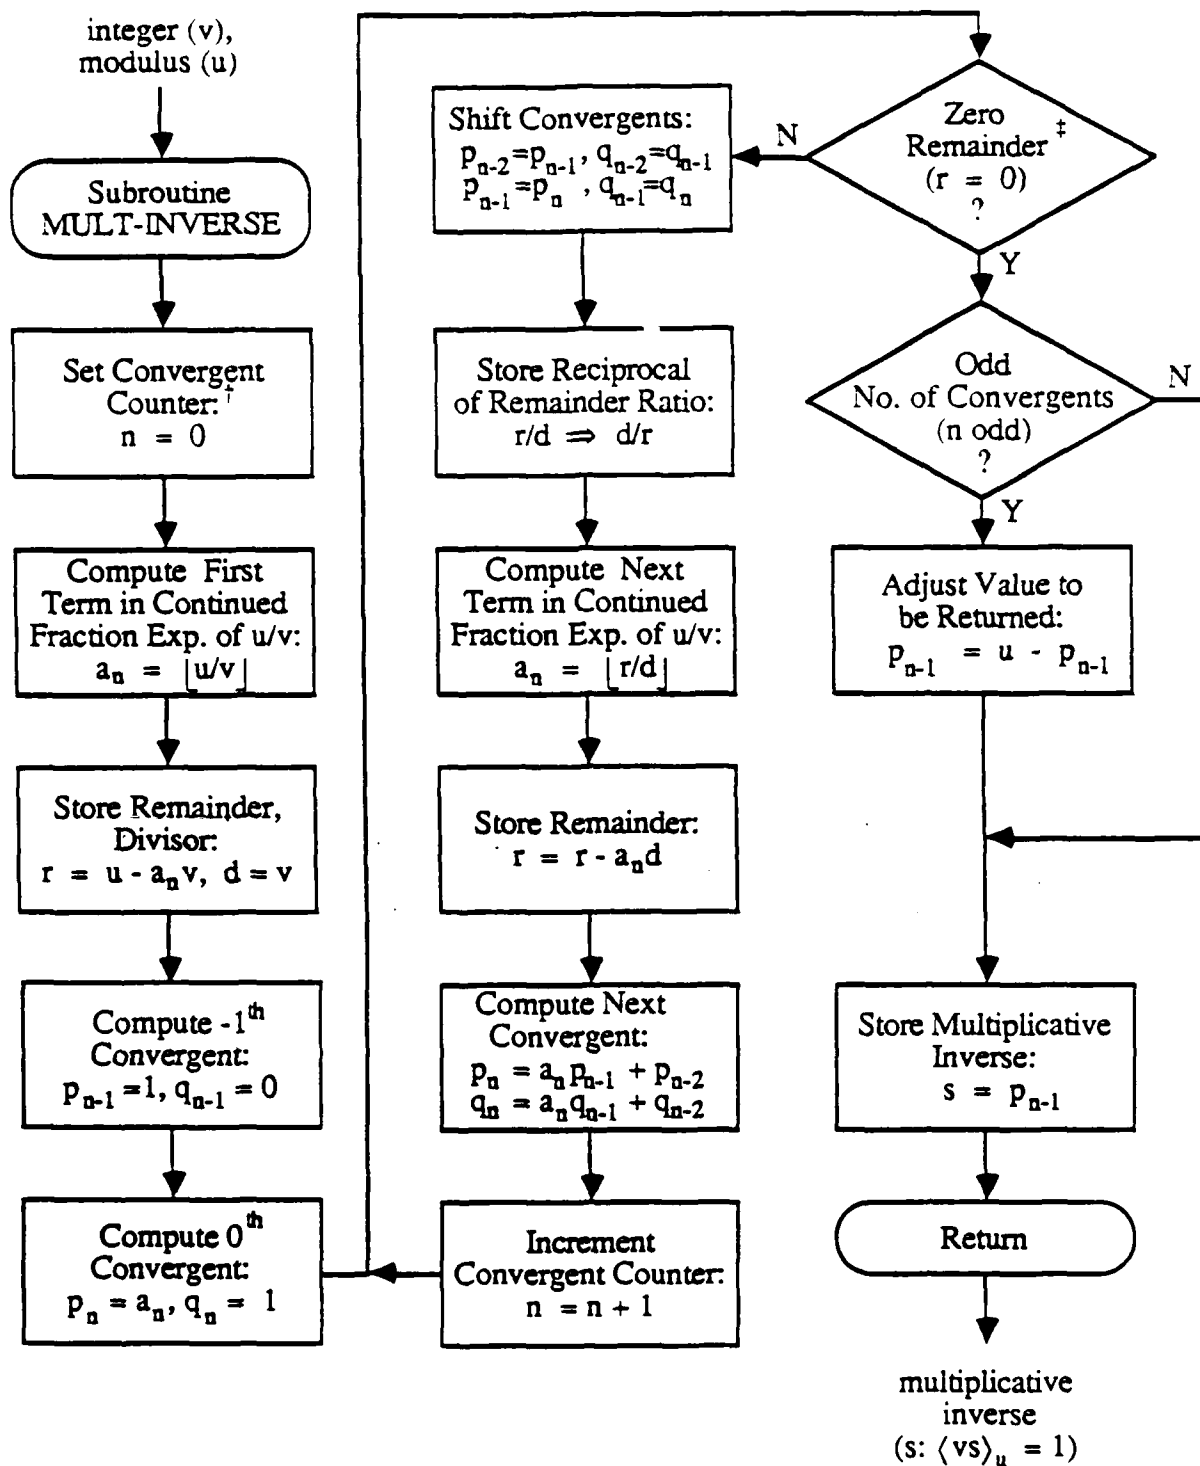 integer (v),
modulus (u)
Subroutine
MULT-INVERSE
Set Convergent
Counter:†
n = 0
Compute First
Term in Continued
Fraction Exp. of u/v:
aₙ = ⌊u/v⌋
Store Remainder,
Divisor:
r = u - aₙv, d = v
Compute -1ᵗʰ
Convergent:
pₙ₋₁ = 1, qₙ₋₁ = 0
Compute 0ᵗʰ
Convergent:
pₙ = aₙ, qₙ = 1
Shift Convergents:
pₙ₋₂=pₙ₋₁, qₙ₋₂=qₙ₋₁
pₙ₋₁=pₙ, qₙ₋₁=qₙ
Store Reciprocal
of Remainder Ratio:
r/d ⇒ d/r
Compute Next
Term in Continued
Fraction Exp. of u/v:
aₙ = ⌊r/d⌋
Store Remainder:
r = r - aₙd
Compute Next
Convergent:
pₙ = aₙpₙ₋₁ + pₙ₋₂
qₙ = aₙqₙ₋₁ + qₙ₋₂
Increment
Convergent Counter:
n = n + 1
Zero
Remainder‡
(r = 0)
?
N
Y
Odd
No. of Convergents
(n odd)
?
N
Y
Adjust Value to
be Returned:
pₙ₋₁ = u - pₙ₋₁
Store Multiplicative
Inverse:
s = pₙ₋₁
Return
multiplicative
inverse
(s: ⟨vs⟩ᵤ = 1)